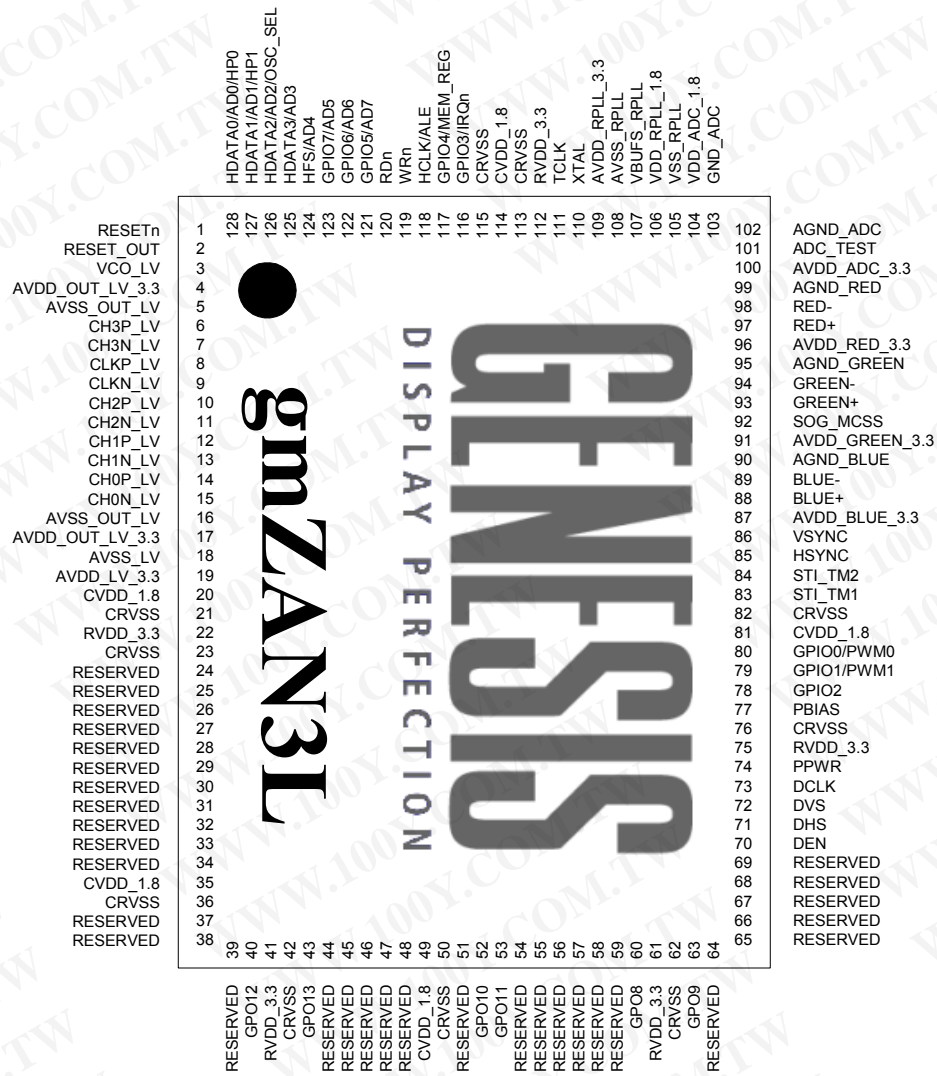 HDATA0/AD0/HP0
HDATA1/AD1/HP1
HDATA2/AD2/OSC_SEL
HDATA3/AD3
HFS/AD4
GPIO7/AD5
GPIO6/AD6
GPIO5/AD7
RDn
WRn
HCLK/ALE
GPIO4/MEM_REG
GPIO3/IRQn
CRVSS
CVDD_1.8
CRVSS
RVDD_3.3
TCLK
XTAL
AVDD_RPLL_3.3
AVSS_RPLL
VBUFS_RPLL
VDD_RPLL_1.8
VSS_RPLL
VDD_ADC_1.8
GND_ADC
128 127 126 125 124 123 122 121 120 119 118 117 116 115 114 113 112 111 110 109 108 107 106 105 104 103
RESETn 1
RESET_OUT 2
VCO_LV 3
AVDD_OUT_LV_3.3 4
AVSS_OUT_LV 5
CH3P_LV 6
CH3N_LV 7
CLKP_LV 8
CLKN_LV 9
CH2P_LV 10
CH2N_LV 11
CH1P_LV 12
CH1N_LV 13
CH0P_LV 14
CH0N_LV 15
AVSS_OUT_LV 16
AVDD_OUT_LV_3.3 17
AVSS_LV 18
AVDD_LV_3.3 19
CVDD_1.8 20
CRVSS 21
RVDD_3.3 22
CRVSS 23
RESERVED 24
RESERVED 25
RESERVED 26
RESERVED 27
RESERVED 28
RESERVED 29
RESERVED 30
RESERVED 31
RESERVED 32
RESERVED 33
RESERVED 34
CVDD_1.8 35
CRVSS 36
RESERVED 37
RESERVED 38
gmZAN3L
DISPLAY PERFECTION
GENESIS
102 AGND_ADC
101 ADC_TEST
100 AVDD_ADC_3.3
99 AGND_RED
98 RED-
97 RED+
96 AVDD_RED_3.3
95 AGND_GREEN
94 GREEN-
93 GREEN+
92 SOG_MCSS
91 AVDD_GREEN_3.3
90 AGND_BLUE
89 BLUE-
88 BLUE+
87 AVDD_BLUE_3.3
86 VSYNC
85 HSYNC
84 STI_TM2
83 STI_TM1
82 CRVSS
81 CVDD_1.8
80 GPIO0/PWM0
79 GPIO1/PWM1
78 GPIO2
77 PBIAS
76 CRVSS
75 RVDD_3.3
74 PPWR
73 DCLK
72 DVS
71 DHS
70 DEN
69 RESERVED
68 RESERVED
67 RESERVED
66 RESERVED
65 RESERVED
39 40 41 42 43 44 45 46 47 48 49 50 51 52 53 54 55 56 57 58 59 60 61 62 63 64
RESERVED
GPO12
RVDD_3.3
CRVSS
GPO13
RESERVED
RESERVED
RESERVED
RESERVED
RESERVED
CVDD_1.8
CRVSS
RESERVED
GPO10
GPO11
RESERVED
RESERVED
RESERVED
RESERVED
RESERVED
RESERVED
GPO8
RVDD_3.3
CRVSS
GPO9
RESERVED
WWW.100Y.COM.TW